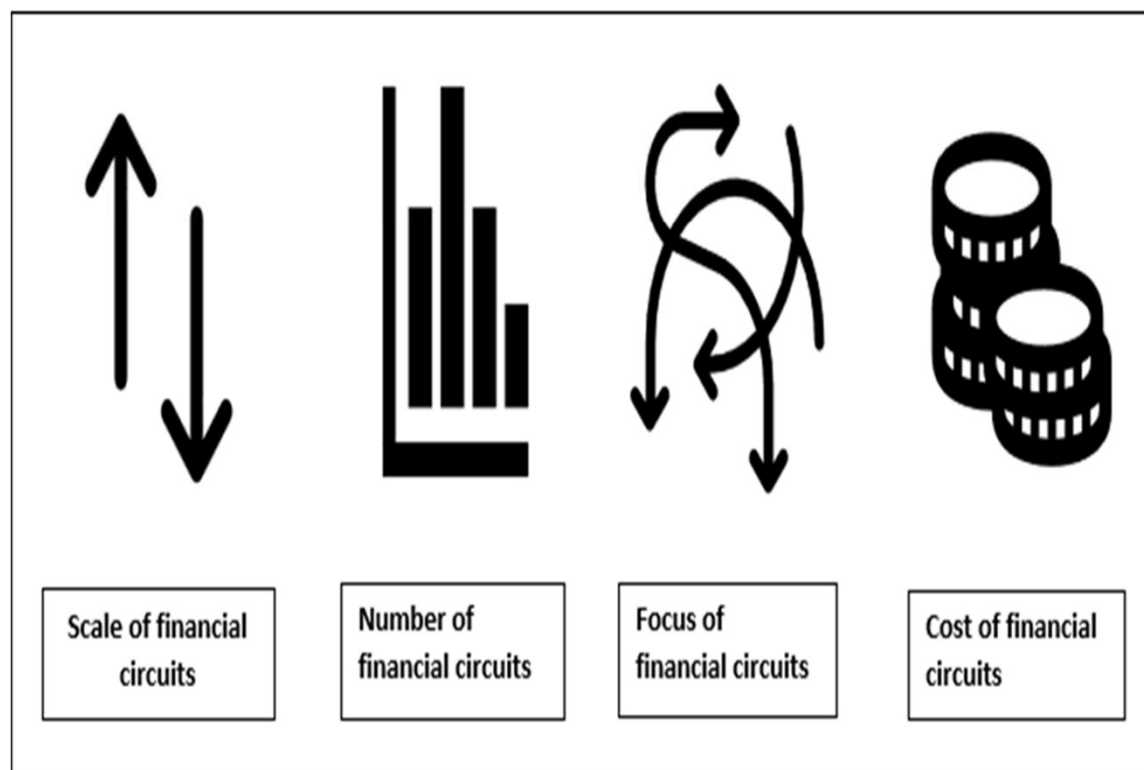 Scale of financial
circuits
Number of
financial circuits
Focus of
financial circuits
Cost of financial
circuits